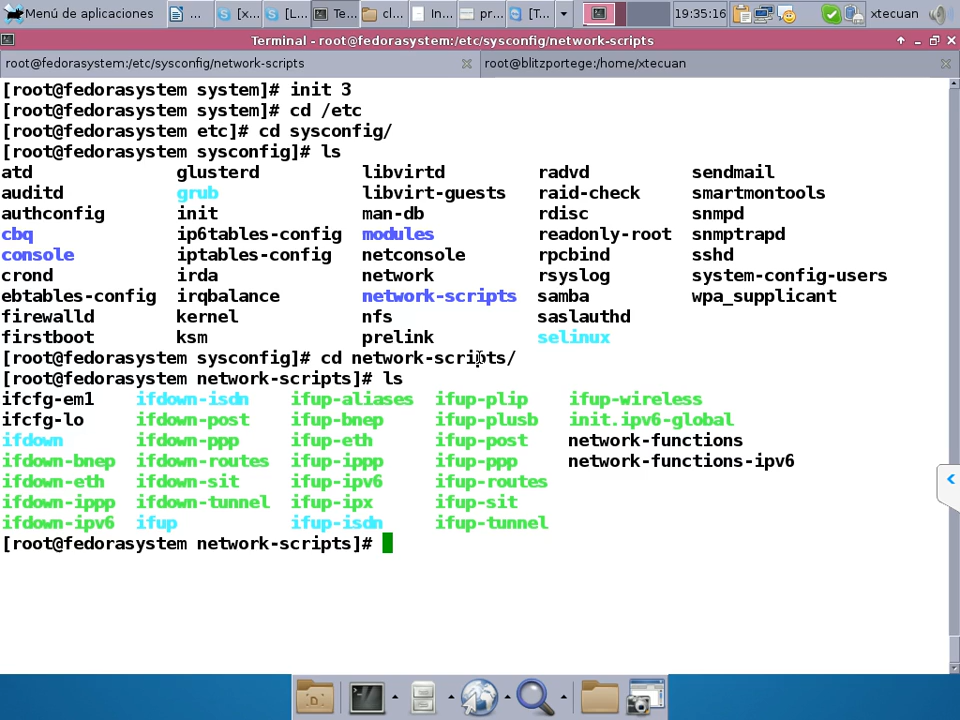 Menú de aplicaciones ... [x... [L... Te... cl... In... pr... [T... 19:35:16 xtecuan
Terminal - root@fedorasystem:/etc/sysconfig/network-scripts
root@fedorasystem:/etc/sysconfig/network-scripts root@blitzportege:/home/xtecuan
[root@fedorasystem system]# init 3
[root@fedorasystem system]# cd /etc
[root@fedorasystem etc]# cd sysconfig/
[root@fedorasystem sysconfig]# ls
atd glusterd libvirtd radvd sendmail
auditd grub libvirt-guests raid-check smartmontools
authconfig init man-db rdisc snmpd
cbq ip6tables-config modules readonly-root snmptrapd
console iptables-config netconsole rpcbind sshd
crond irda network rsyslog system-config-users
ebtables-config irqbalance network-scripts samba wpa_supplicant
firewalld kernel nfs saslauthd
firstboot ksm prelink selinux
[root@fedorasystem sysconfig]# cd network-scripts/
[root@fedorasystem network-scripts]# ls
ifcfg-em1 ifdown-isdn ifup-aliases ifup-plip ifup-wireless
ifcfg-lo ifdown-post ifup-bnep ifup-plusb init.ipv6-global
ifdown ifdown-ppp ifup-eth ifup-post network-functions
ifdown-bnep ifdown-routes ifup-ippp ifup-ppp network-functions-ipv6
ifdown-eth ifdown-sit ifup-ipv6 ifup-routes
ifdown-ippp ifdown-tunnel ifup-ipx ifup-sit
ifdown-ipv6 ifup ifup-isdn ifup-tunnel
[root@fedorasystem network-scripts]#